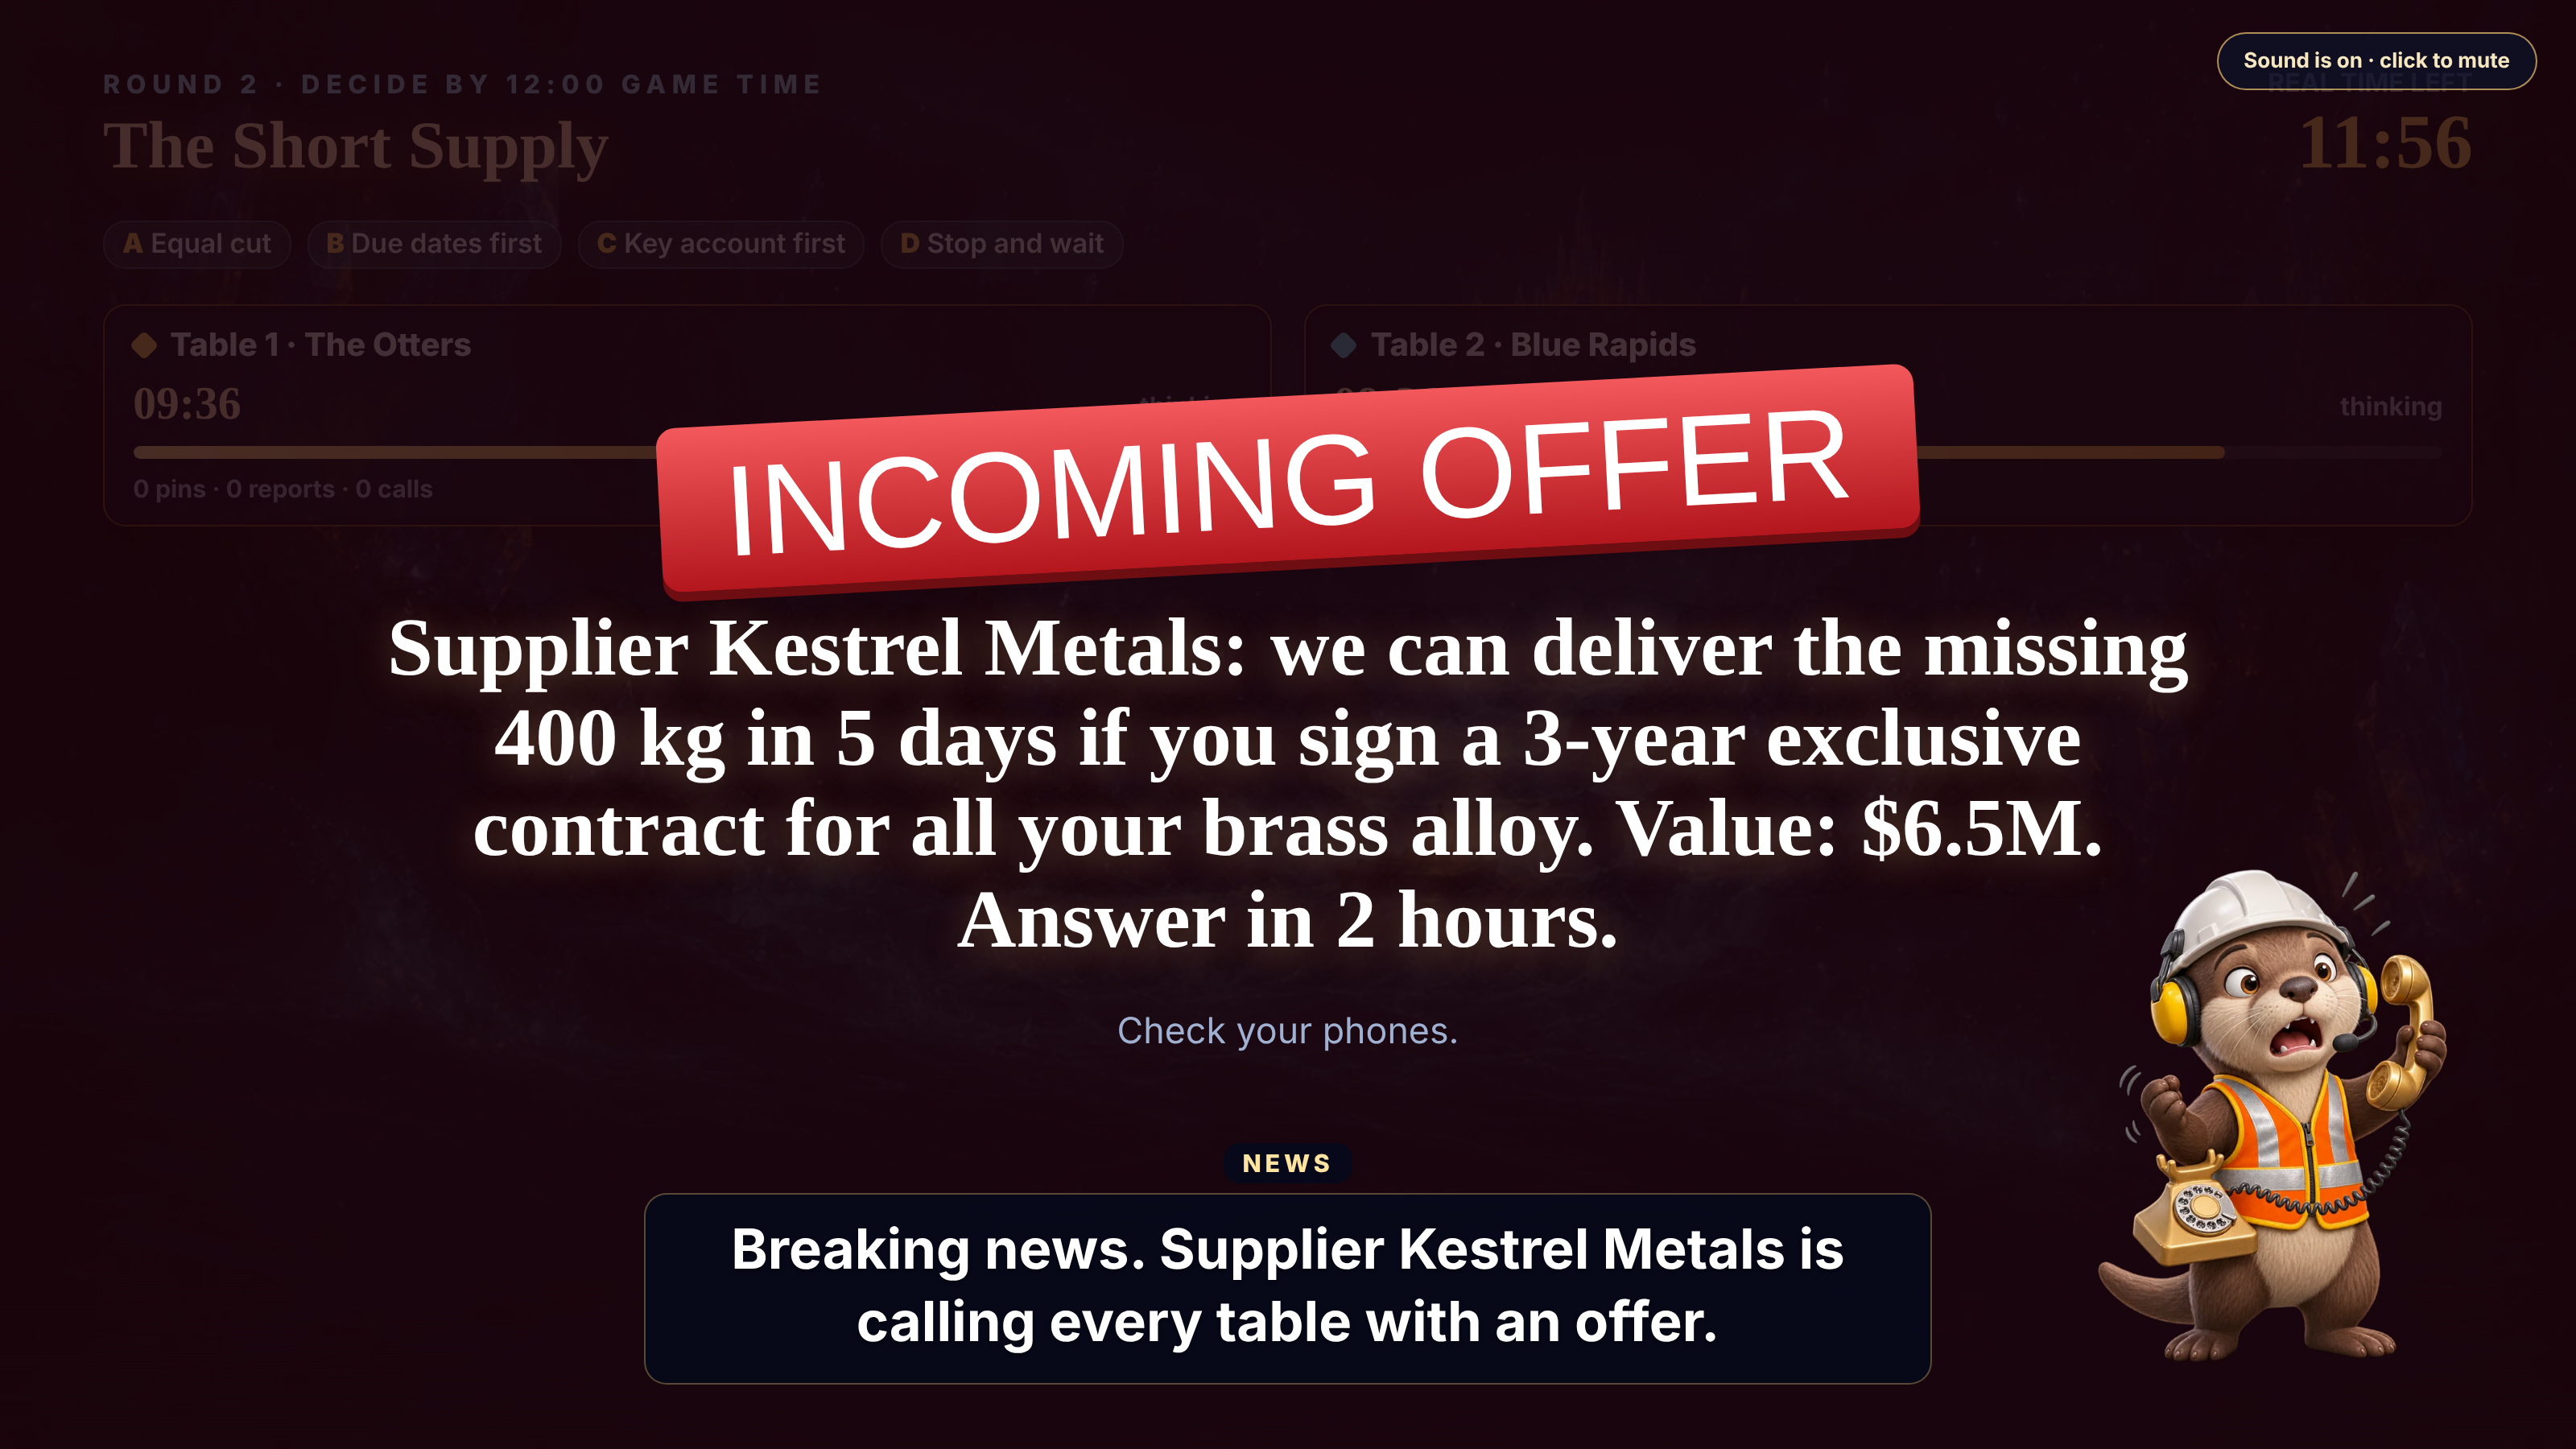 Sound is on · click to mute
REAL TIME LEFT
ROUND 2 · DECIDE BY 12:00 GAME TIME
The Short Supply
11:56
A Equal cut
B Due dates first
C Key account first
D Stop and wait
Table 1 · The Otters
09:36
0 pins · 0 reports · 0 calls
Table 2 · Blue Rapids
thinking
INCOMING OFFER
Supplier Kestrel Metals: we can deliver the missing
400 kg in 5 days if you sign a 3-year exclusive
contract for all your brass alloy. Value: $6.5M.
Answer in 2 hours.
Check your phones.
NEWS
Breaking news. Supplier Kestrel Metals is
calling every table with an offer.